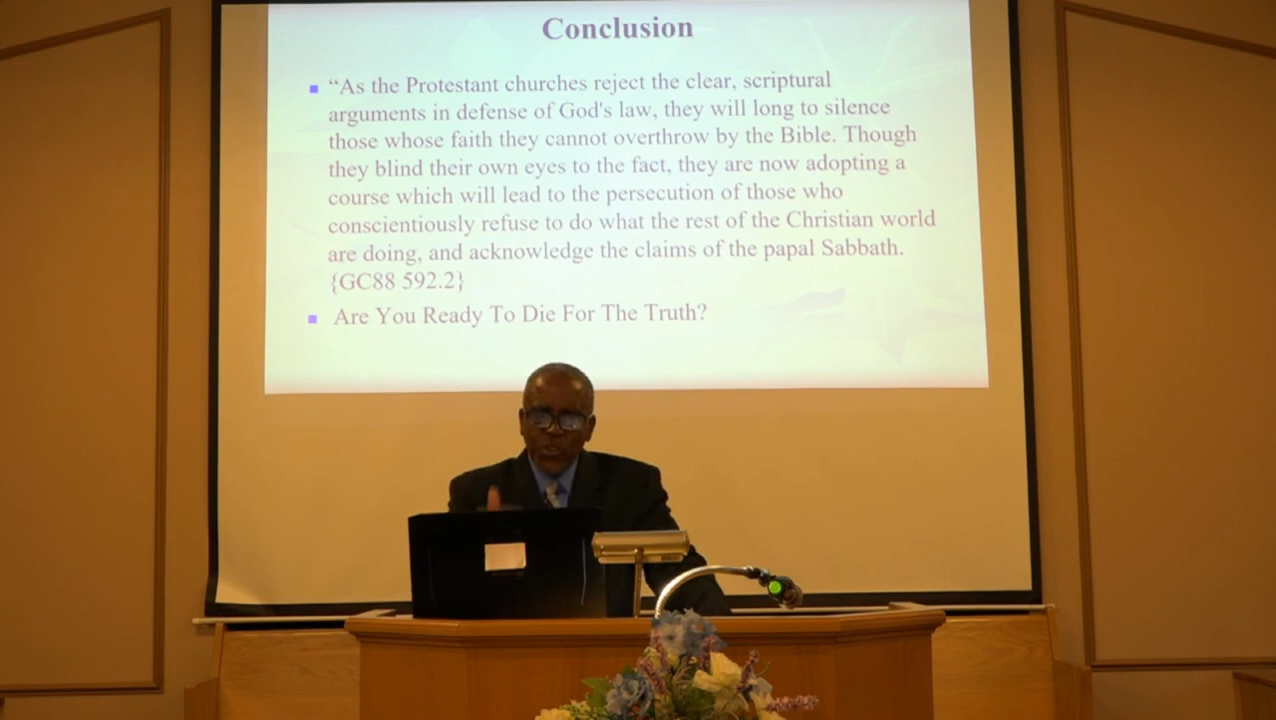 Conclusion
“As the Protestant churches reject the clear, scriptural
arguments in defense of God's law, they will long to silence
those whose faith they cannot overthrow by the Bible. Though
they blind their own eyes to the fact, they are now adopting a
course which will lead to the persecution of those who
conscientiously refuse to do what the rest of the Christian world
are doing, and acknowledge the claims of the papal Sabbath.
{GC88 592.2}
Are You Ready To Die For The Truth?